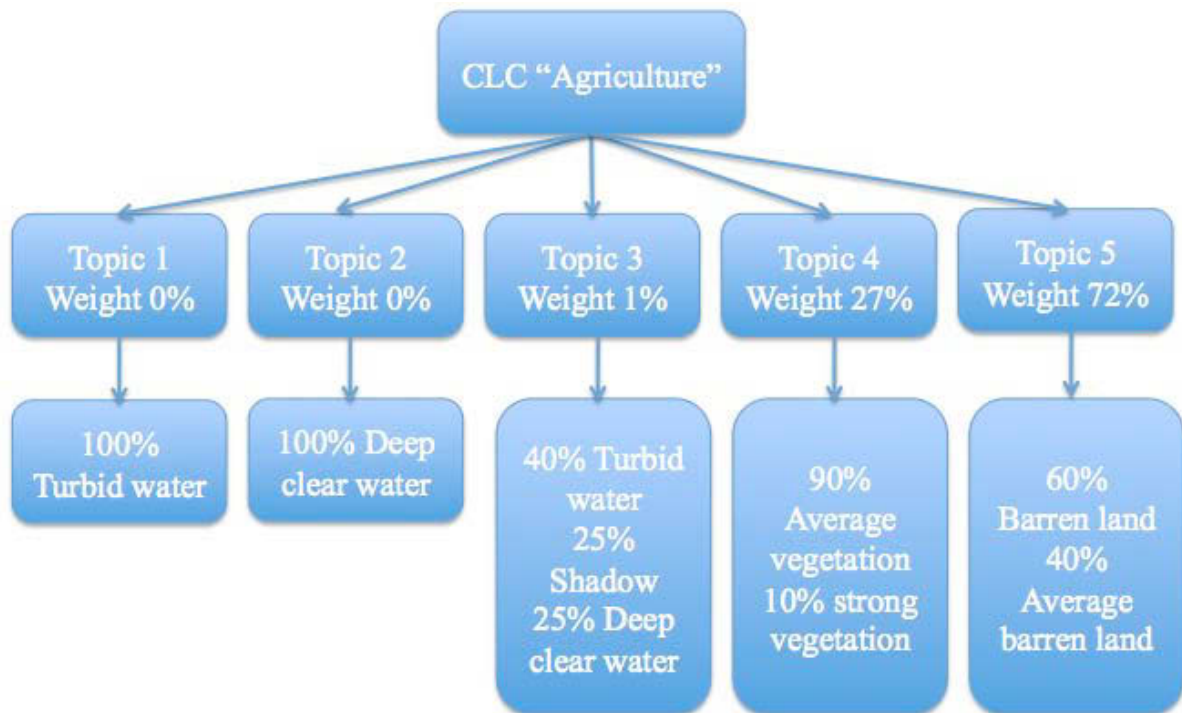 CLC “Agriculture”
Topic 1
Weight 0%
Topic 2
Weight 0%
Topic 3
Weight 1%
Topic 4
Weight 27%
Topic 5
Weight 72%
100%
Turbid water
100% Deep
clear water
40% Turbid
water
25%
Shadow
25% Deep
clear water
90%
Average
vegetation
10% strong
vegetation
60%
Barren land
40%
Average
barren land